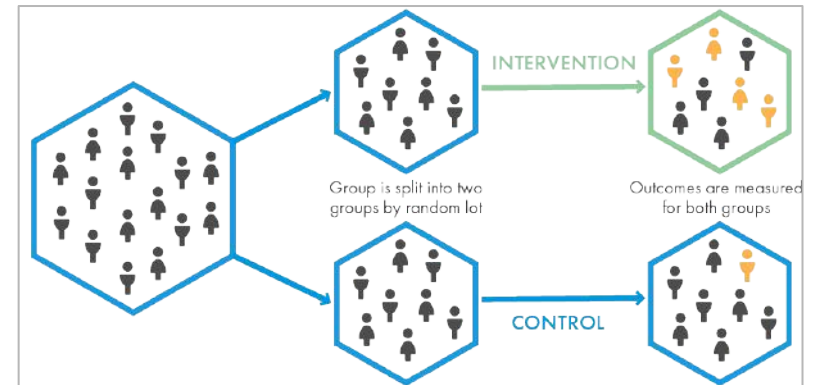 INTERVENTION
Group is split into two
groups by random lot
Outcomes are measured
for both groups
CONTROL